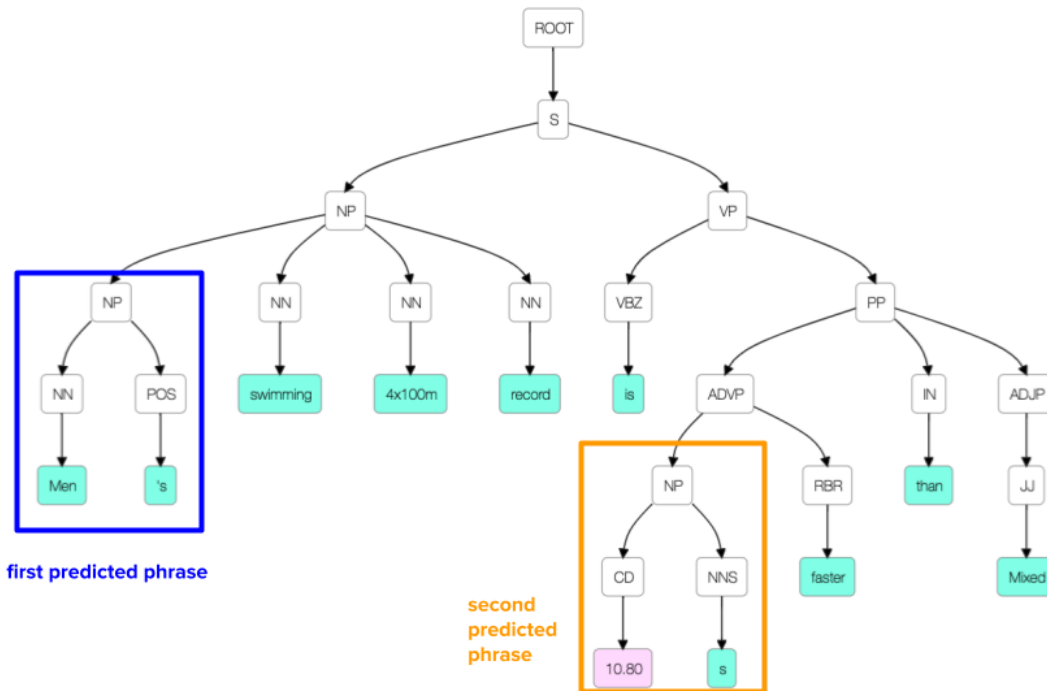 ROOT
S
NP VP
NP NN NN NN VBZ PP
NN POS swimming 4x100m record is ADVP IN ADJP
Men 's NP RBR than JJ
first predicted phrase
CD NNS faster Mixed
second
predicted
phrase
10.80 s